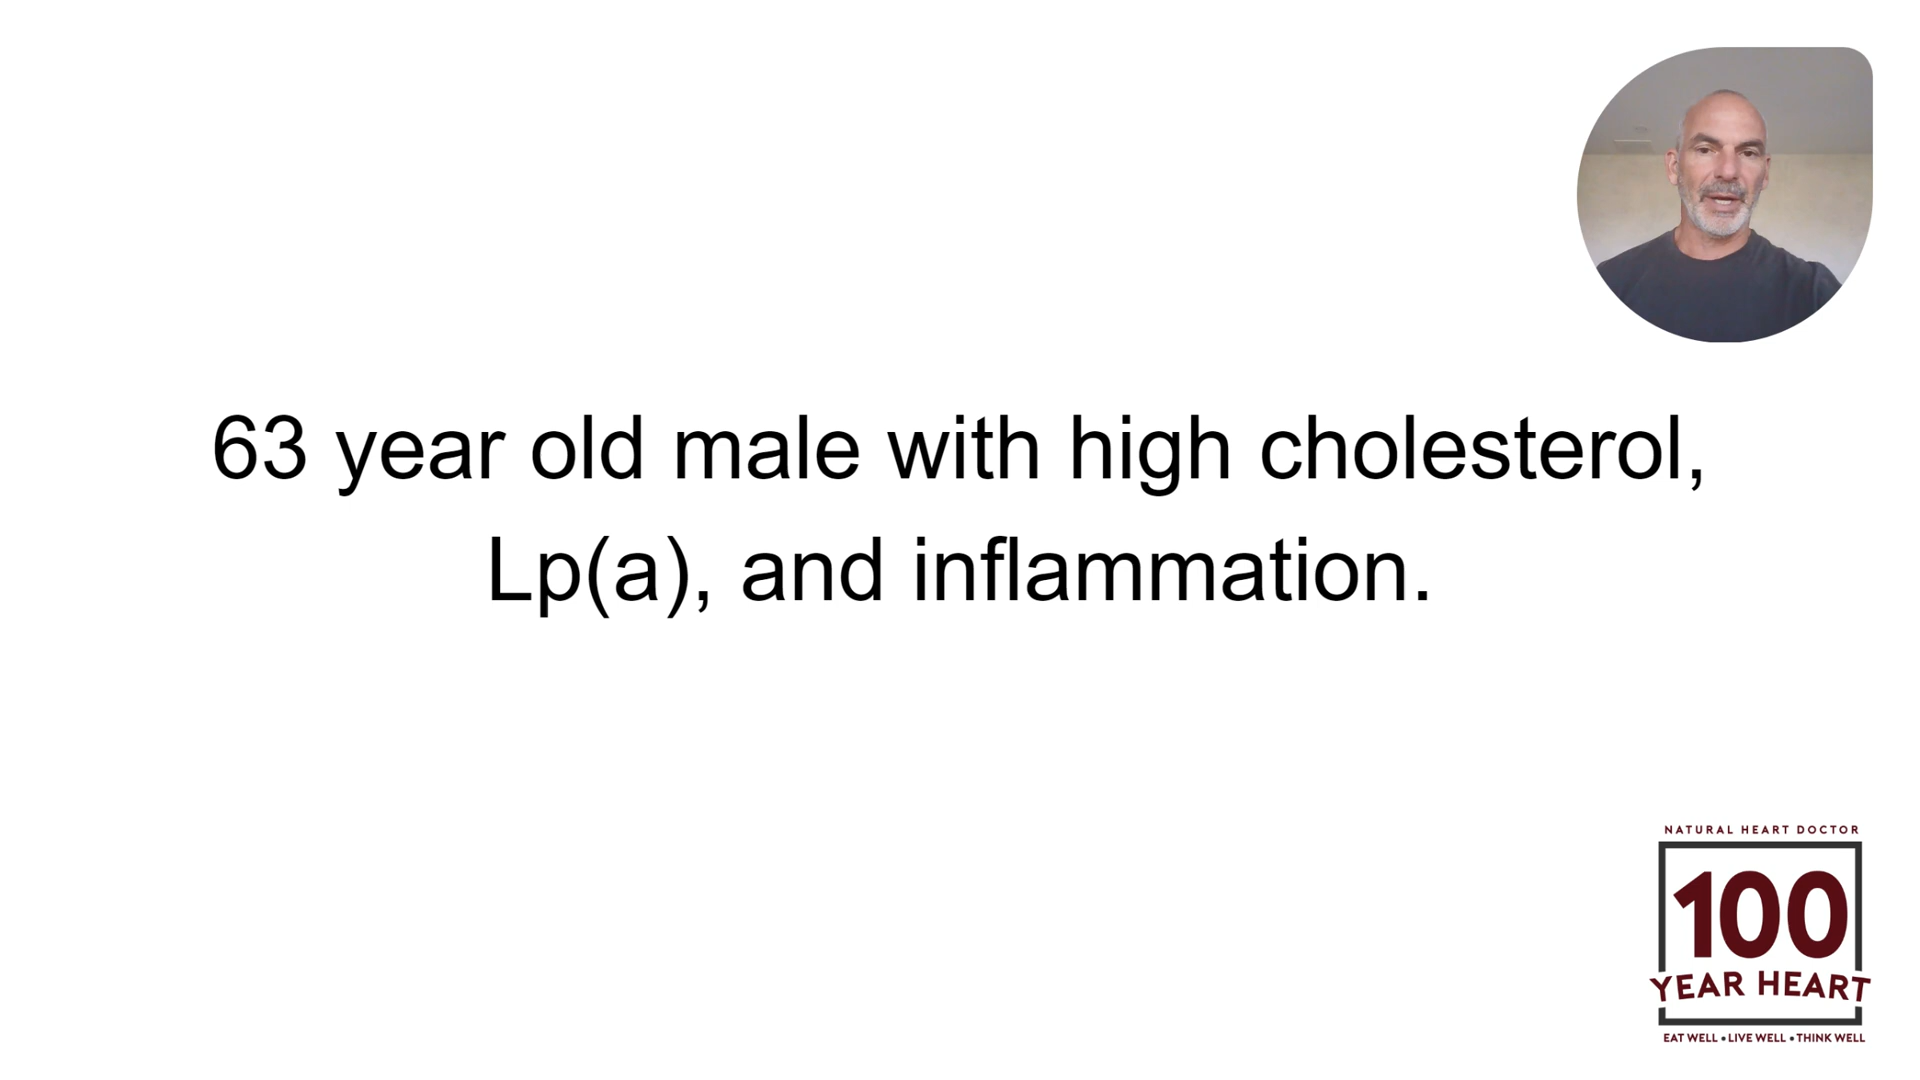 63 year old male with high cholesterol,
Lp(a), and inflammation.
NATURAL HEART DOCTOR
100
YEAR HEART
EAT WELL • LIVE WELL • THINK WELL